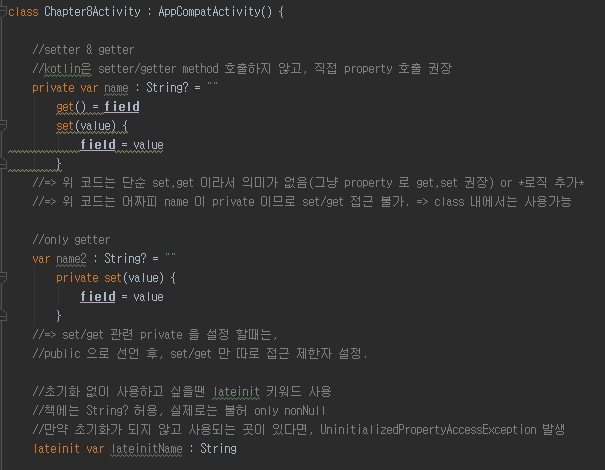 class Chapter8Activity : AppCompatActivity() {
//setter & getter
//kotlin은 setter/getter method 호출하지 않고, 직접 property 호출 권장
private var name : String? = ""
get() = field
set(value) {
field = value
}
//=> 위 코드는 단순 set,get 이라서 의미가 없음(그냥 property 로 get,set 권장) or *로직 추가*
//=> 위 코드는 어짜피 name 이 private 이므로 set/get 접근 불가. => class 내에서는 사용가능
//only getter
var name2 : String? = ""
private set(value) {
field = value
}
//=> set/get 관련 private 을 설정 할때는,
//public 으로 선언 후, set/get 만 따로 접근 제한자 설정.
//초기화 없이 사용하고 싶을땐 lateinit 키워드 사용
//책에는 String? 허용, 실제로는 불허 only nonNull
//만약 초기화가 되지 않고 사용되는 곳이 있다면, UninitializedPropertyAccessException 발생
lateinit var lateinitName : String